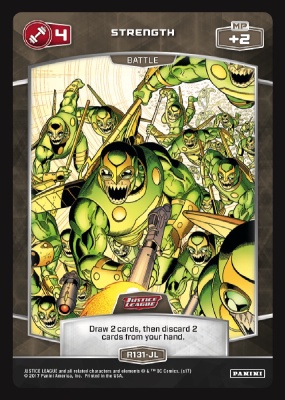 4
STRENGTH
MP
+2
BATTLE
JUSTICE
LEAGUE
Draw 2 cards, then discard 2
cards from your hand.
R131-JL
JUSTICE LEAGUE and all related characters and elements © & ™ DC Comics. (s17)
© 2017 Panini America, Inc. Printed in the USA.
PANINI